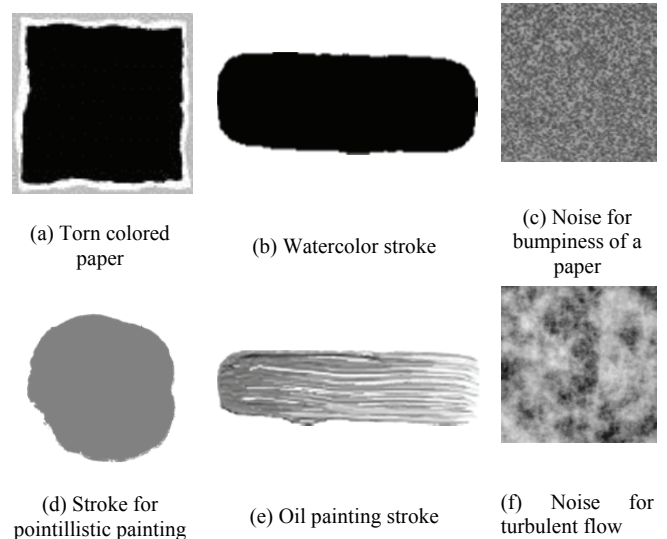 (a) Torn colored
paper
(b) Watercolor stroke
(c) Noise for
bumpiness of a
paper
(d) Stroke for
pointillistic painting
(e) Oil painting stroke
(f) Noise for
turbulent flow